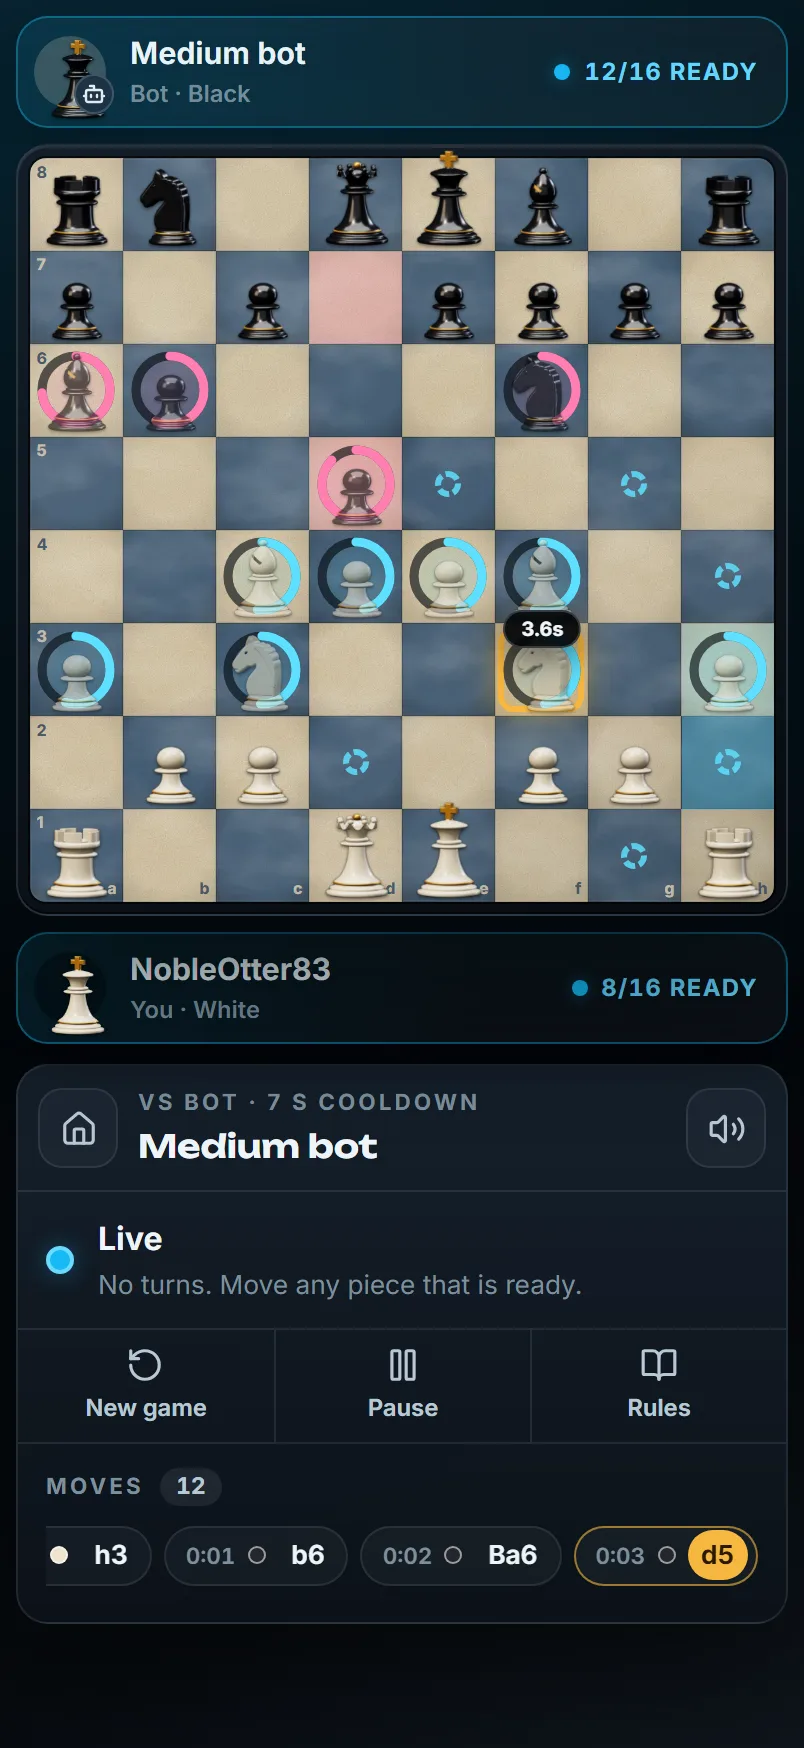 Medium bot
Bot · Black
12/16 READY
8
7
6
5
4
3.6s
3
2
1
a b c d e f g h
NobleOtter83
You · White
8/16 READY
VS BOT · 7 S COOLDOWN
Medium bot
Live
No turns. Move any piece that is ready.
New game
Pause
Rules
MOVES 12
h3
0:01 b6
0:02 Ba6
0:03 d5